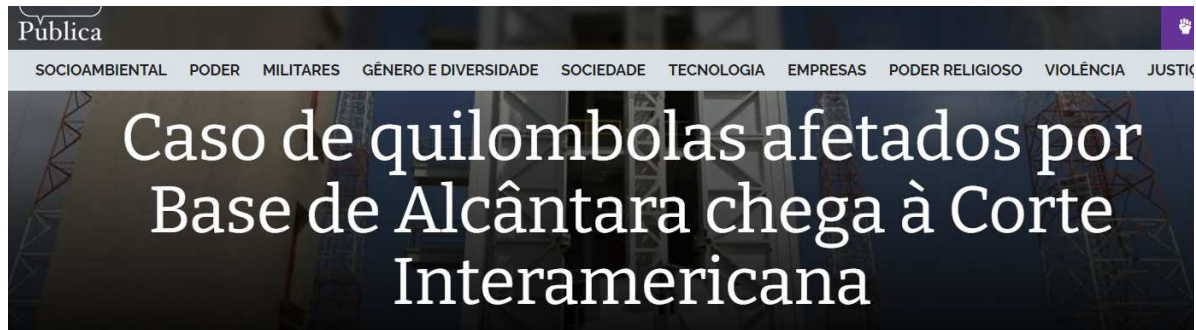 Pública
SOCIOAMBIENTAL PODER MILITARES GÊNERO E DIVERSIDADE SOCIEDADE TECNOLOGIA EMPRESAS PODER RELIGIOSO VIOLÊNCIA
Caso de quilombolas afetados por
Base de Alcântara chega à Corte
Interamericana